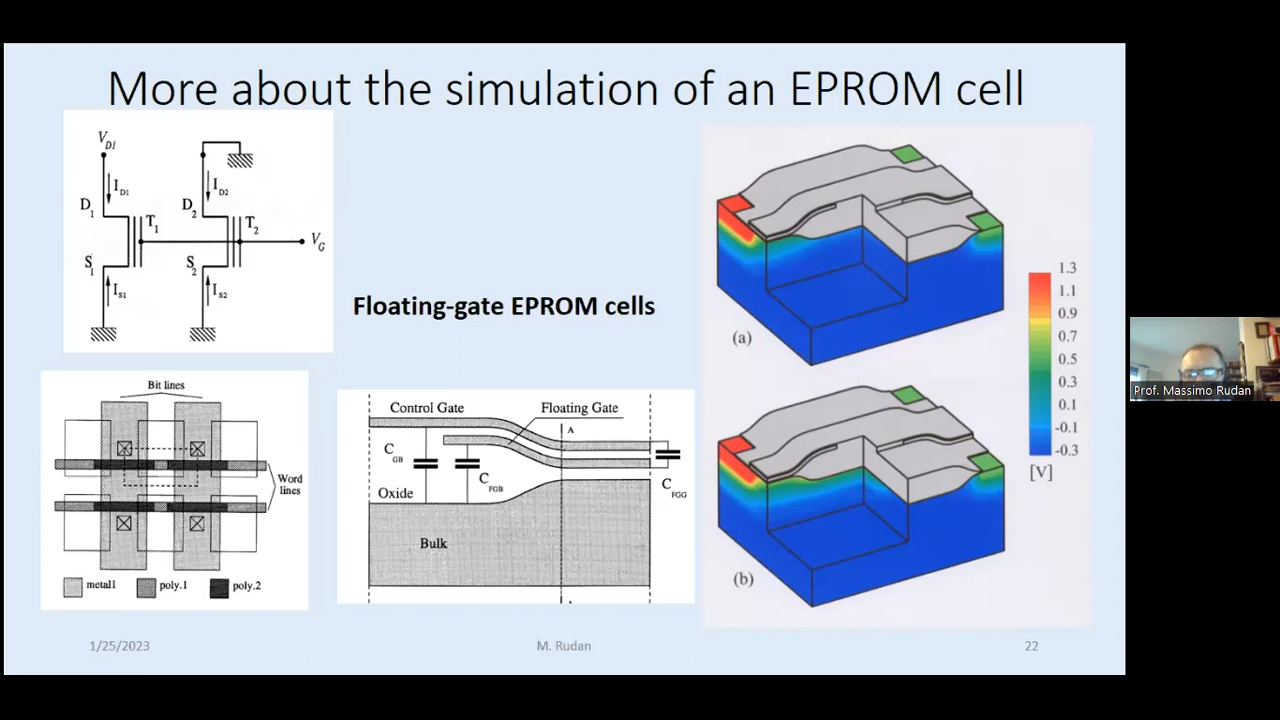 More about the simulation of an EPROM cell
V_D1
I_D1
I_D2
D_1
D_2
T_1
T_2
V_G
S_1
S_2
I_S1
I_S2
Floating-gate EPROM cells
Bit lines
Word
lines
metal1
poly.1
poly.2
Control Gate
Floating Gate
A
C_GB
C_FGB
C_FGG
Oxide
Bulk
A
(a)
(b)
1.3
1.1
0.9
0.7
0.5
0.3
0.1
-0.1
-0.3
[V]
Prof. Massimo Rudan
1/25/2023
M. Rudan
22